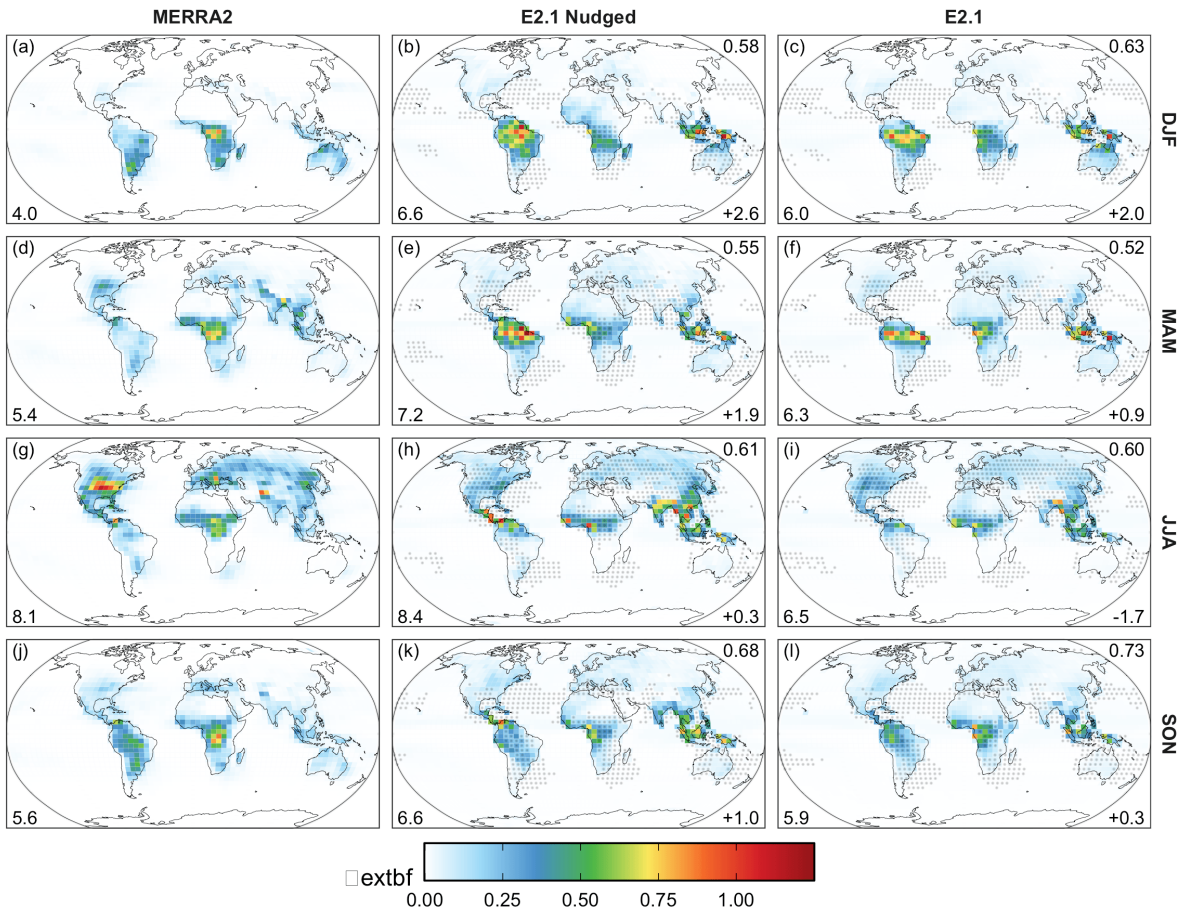 MERRA2 E2.1 Nudged E2.1
(a) (b) 0.58 (c) 0.63
DJF
4.0 6.6 +2.6 6.0 +2.0
(d) (e) 0.55 (f) 0.52
MAM
5.4 7.2 +1.9 6.3 +0.9
(g) (h) 0.61 (i) 0.60
JJA
8.1 8.4 +0.3 6.5 -1.7
(j) (k) 0.68 (l) 0.73
SON
5.6 6.6 +1.0 5.9 +0.3
□extbf
0.00 0.25 0.50 0.75 1.00